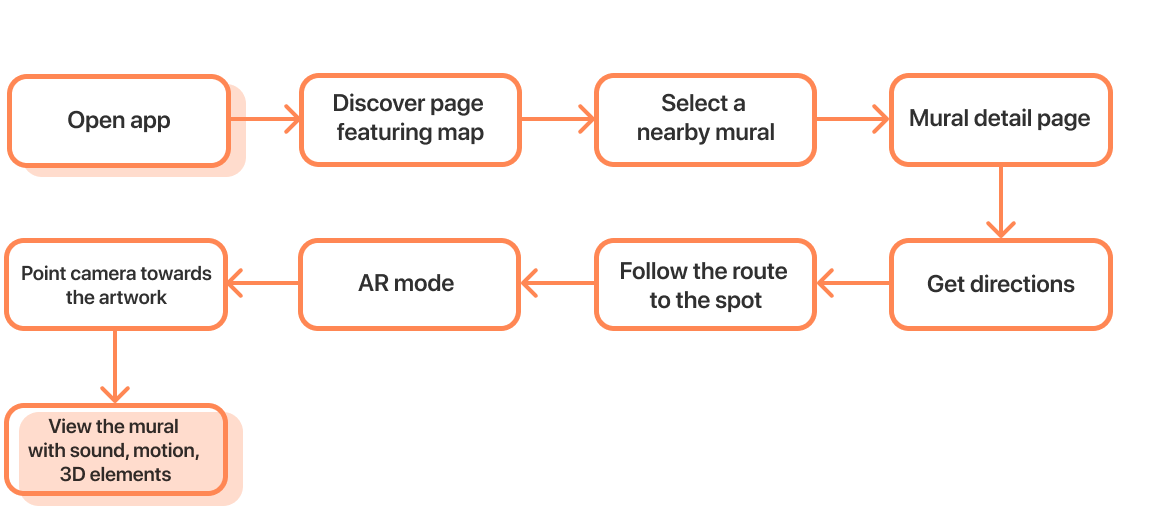 Open app
Discover page
featuring map
Select a
nearby mural
Mural detail page
Point camera towards
the artwork
AR mode
Follow the route
to the spot
Get directions
View the mural
with sound, motion,
3D elements